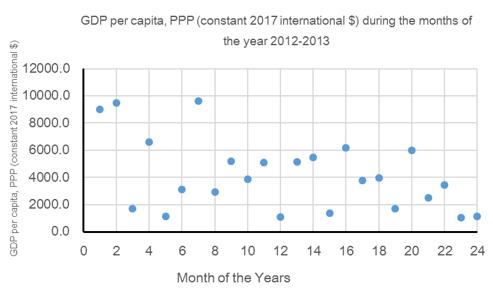 GDP per capita, PPP (constant 2017 international $) during the months of
the year 2012-2013
GDP per capita, PPP (constant 2017 international $)
12000.0
10000.0
8000.0
6000.0
4000.0
2000.0
0.0
0 2 4 6 8 10 12 14 16 18 20 22 24
Month of the Years